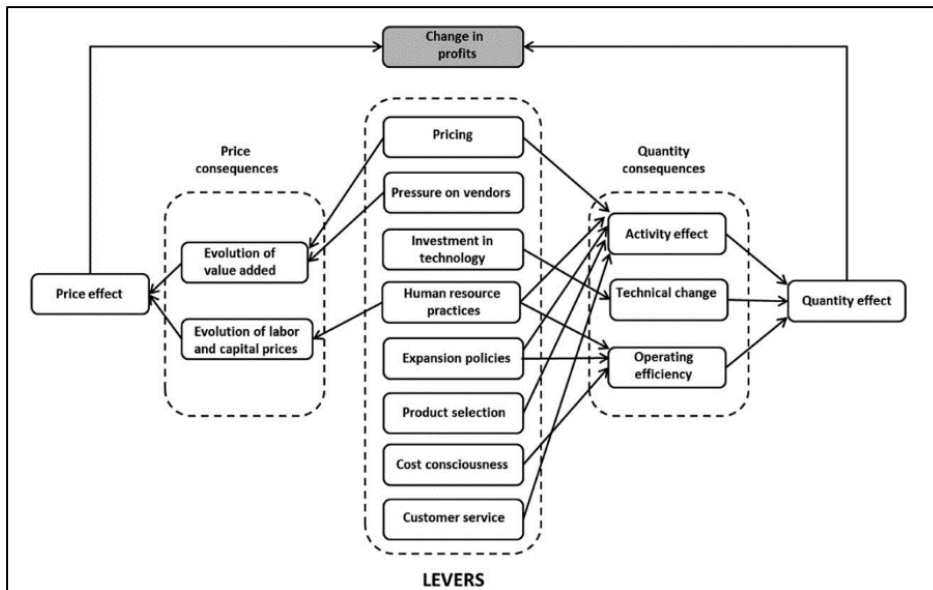 Change in
profits
Price
consequences
Quantity
consequences
Pricing
Pressure on vendors
Investment in
technology
Human resource
practices
Expansion policies
Product selection
Cost consciousness
Customer service
Evolution of
value added
Evolution of labor
and capital prices
Price effect
Activity effect
Technical change
Operating
efficiency
Quantity effect
LEVERS